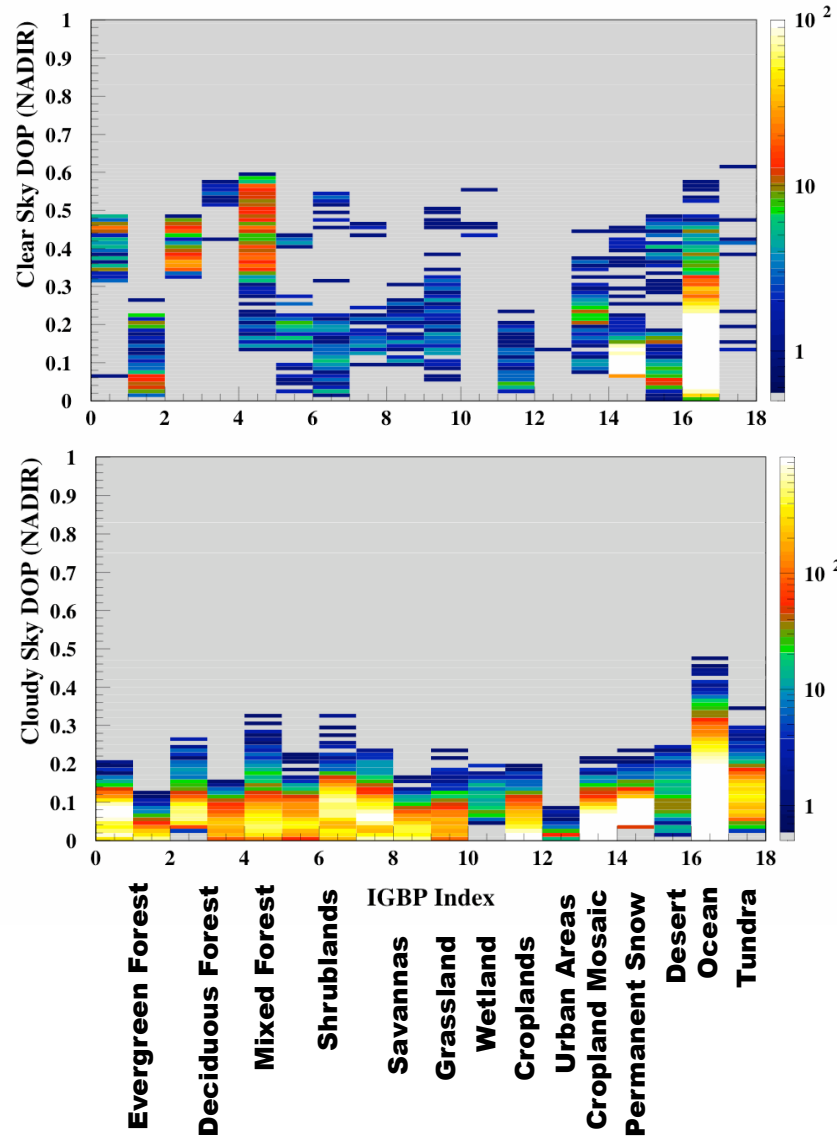 Clear Sky DOP (NADIR)
1
0.9
0.8
0.7
0.6
0.5
0.4
0.3
0.2
0.1
0
0 2 4 6 8 10 12 14 16 18
10²
10
1
Cloudy Sky DOP (NADIR)
1
0.9
0.8
0.7
0.6
0.5
0.4
0.3
0.2
0.1
0
0 2 4 6 8 10 12 14 16 18
10²
10
1
IGBP Index
Evergreen Forest
Deciduous Forest
Mixed Forest
Shrublands
Savannas
Grassland
Wetland
Croplands
Urban Areas
Cropland Mosaic
Permanent Snow
Desert
Ocean
Tundra